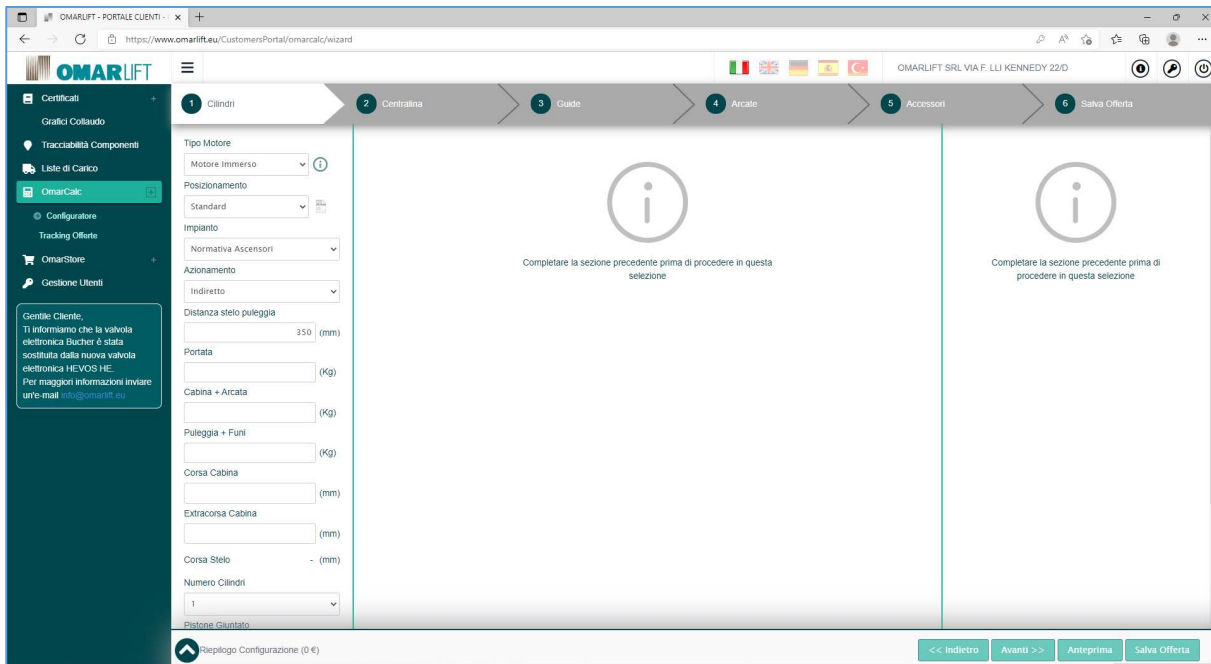 OMARLIFT - PORTALE CLIENTI -
https://www.omarlift.eu/CustomersPortal/omarcalc/wizard
OMARLIFT
OMARLIFT SRL VIA F. LLI KENNEDY 22/D
Certificati
Grafici Collaudo
Tracciabilità Componenti
Liste di Carico
OmarCalc
Configuratore
Tracking Offerte
OmarStore
Gestione Utenti
Gentile Cliente,
Ti informiamo che la valvola
elettronica Bucher è stata
sostituita dalla nuova valvola
elettronica HEVOS HE.
Per maggiori informazioni inviare
un'e-mail info@omarlift.eu
1 Cilindri
2 Centralina
3 Guide
4 Arcate
5 Accessori
6 Salva Offerta
Tipo Motore
Motore Immerso
Posizionamento
Standard
Impianto
Normativa Ascensori
Azionamento
Indiretto
Distanza stelo puleggia
350 (mm)
Portata
(Kg)
Cabina + Arcata
(Kg)
Puleggia + Funi
(Kg)
Corsa Cabina
(mm)
Extracorsa Cabina
(mm)
Corsa Stelo - (mm)
Numero Cilindri
1
Pistone Giuntato
Completare la sezione precedente prima di procedere in questa
selezione
Completare la sezione precedente prima di
procedere in questa selezione
Riepilogo Configurazione (0 €)
<< Indietro
Avanti >>
Anteprima
Salva Offerta